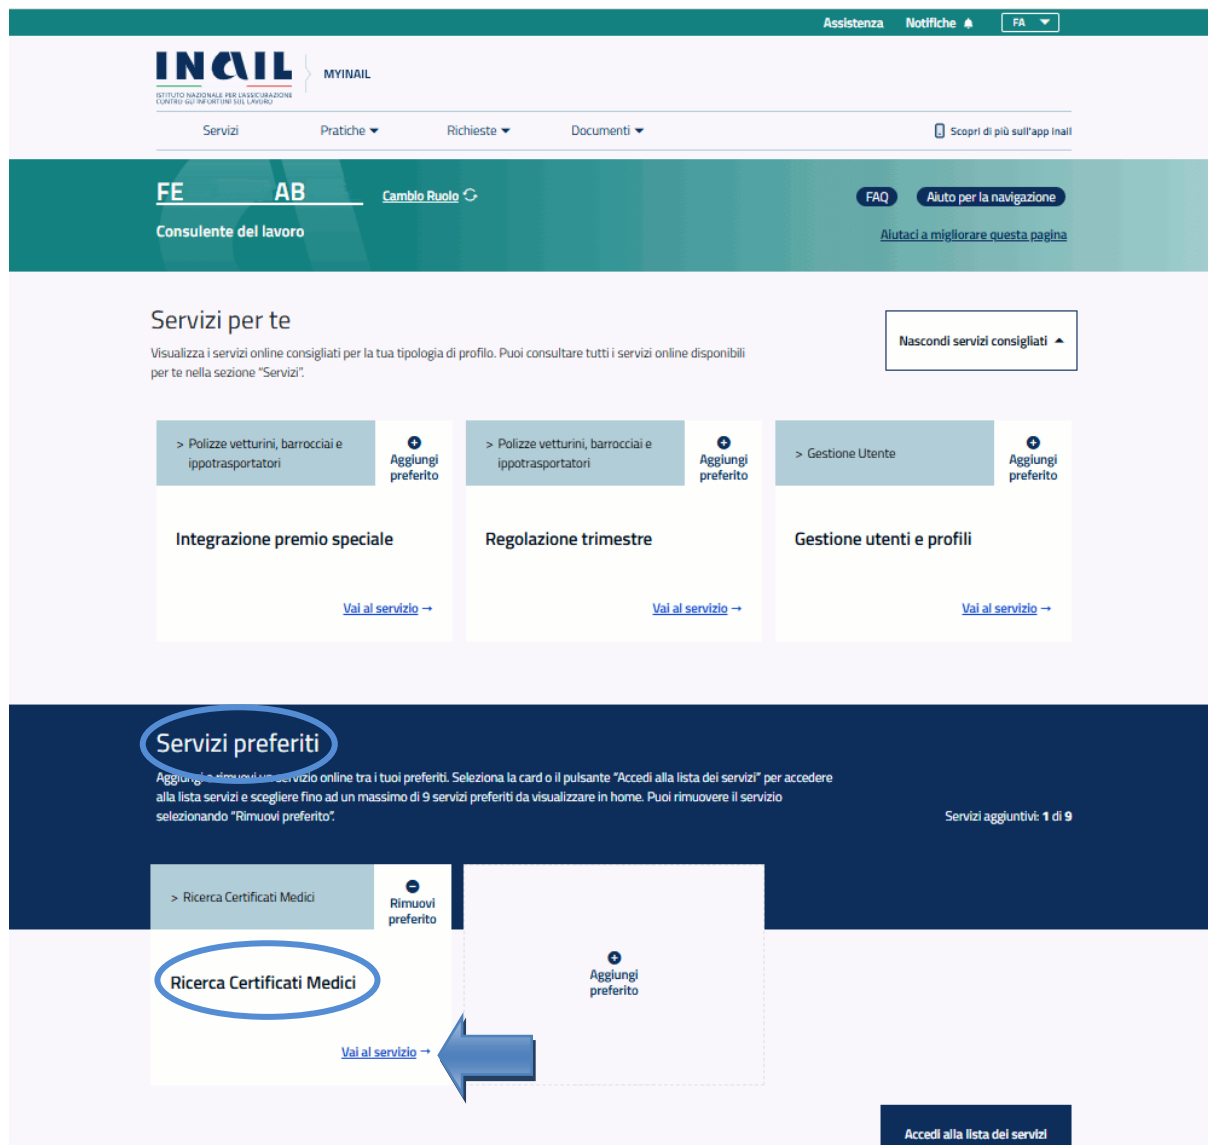 Assistenza Notifiche FA
INAIL
ISTITUTO NAZIONALE PER L'ASSICURAZIONE
CONTRO GLI INFORTUNI SUL LAVORO
MYINAIL
Servizi Pratiche Richieste Documenti Scopri di più sull'app Inail
FE AB Cambio Ruolo
FAQ Aiuto per la navigazione
Consulente del lavoro
Aiutaci a migliorare questa pagina
Servizi per te
Nascondi servizi consigliati
Visualizza i servizi online consigliati per la tua tipologia di profilo. Puoi consultare tutti i servizi online disponibili
per te nella sezione "Servizi".
> Polizze vetturini, barrocciai e
ippotrasportatori
Aggiungi
preferito
> Polizze vetturini, barrocciai e
ippotrasportatori
Aggiungi
preferito
> Gestione Utente
Aggiungi
preferito
Integrazione premio speciale
Regolazione trimestre
Gestione utenti e profili
Vai al servizio →
Vai al servizio →
Vai al servizio →
Servizi preferiti
Aggiungi o rimuovi un servizio online tra i tuoi preferiti. Seleziona la card o il pulsante "Accedi alla lista dei servizi" per accedere
alla lista servizi e scegliere fino ad un massimo di 9 servizi preferiti da visualizzare in home. Puoi rimuovere il servizio
selezionando "Rimuovi preferito".
Servizi aggiuntivi: 1 di 9
> Ricerca Certificati Medici
Rimuovi
preferito
Ricerca Certificati Medici
Vai al servizio →
Aggiungi
preferito
Accedi alla lista dei servizi